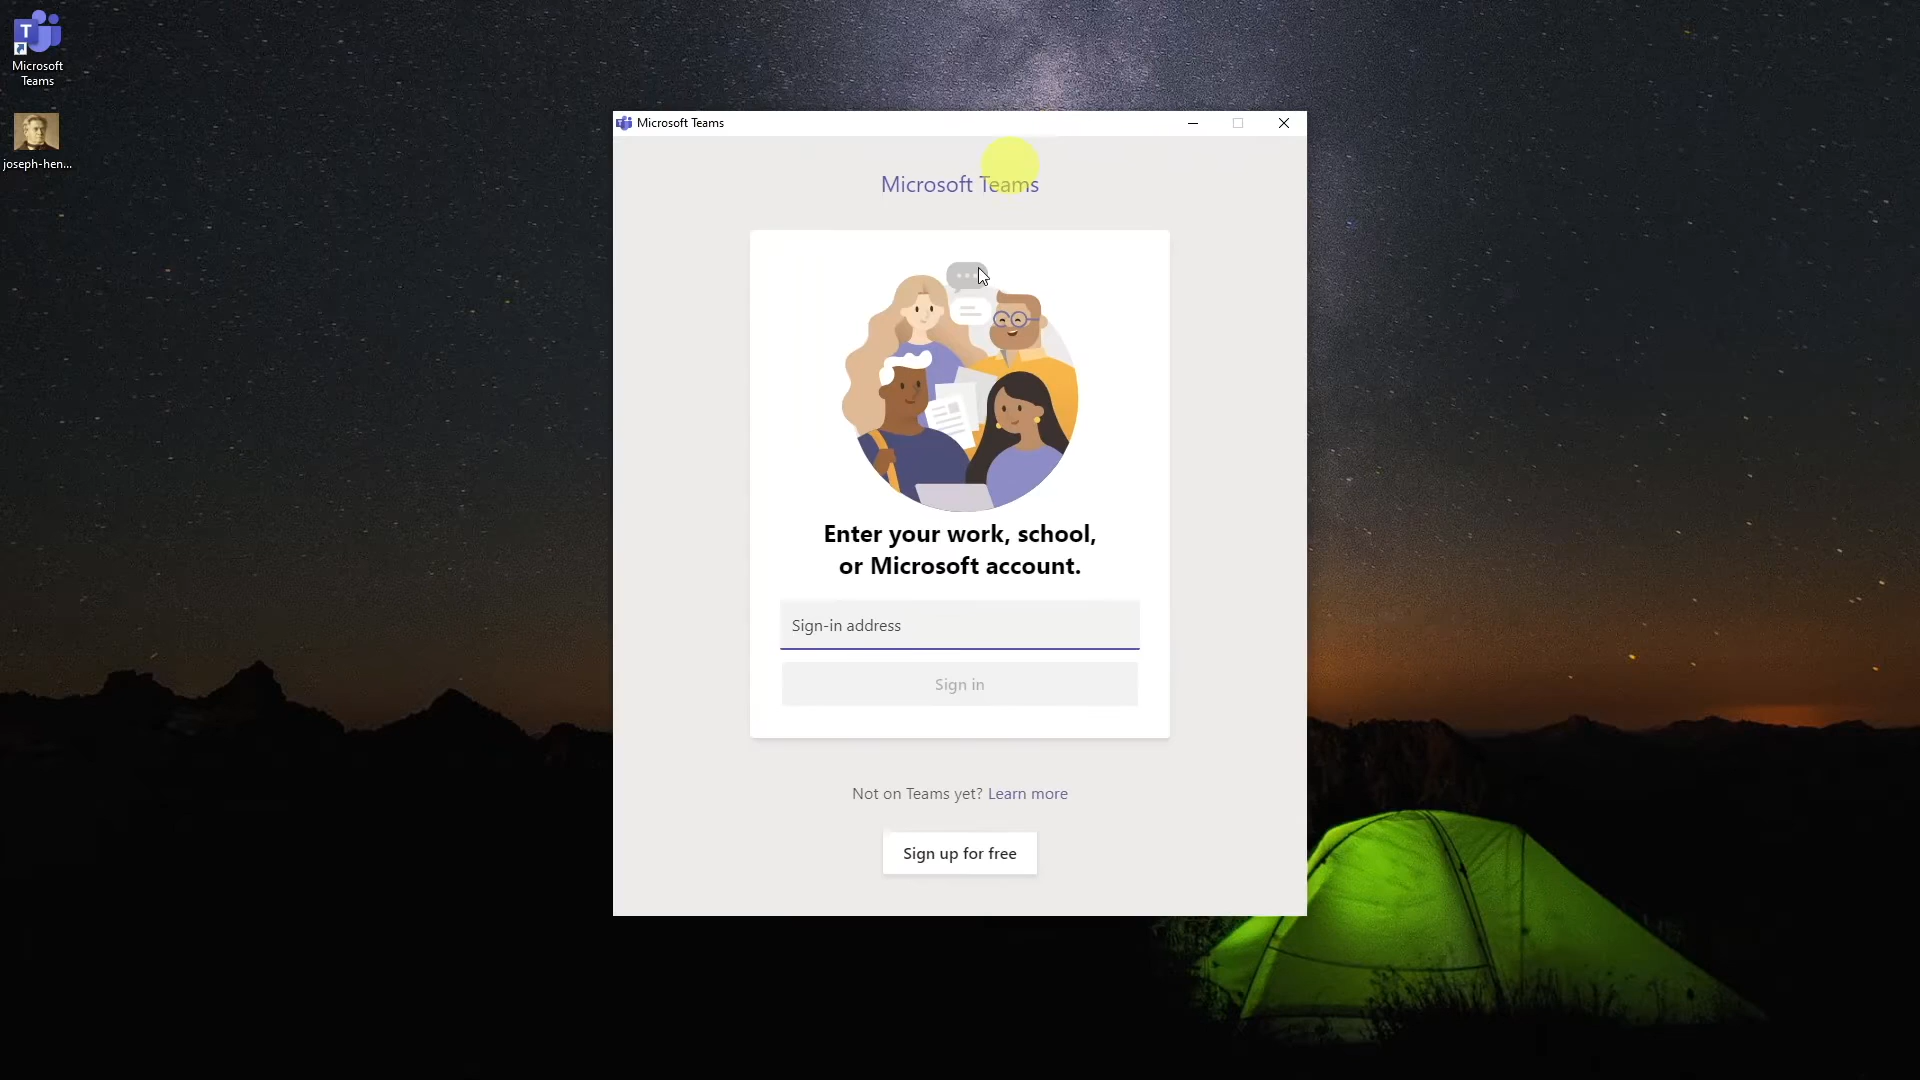 Microsoft
Teams
joseph-hen...
Microsoft Teams
Microsoft Teams
Enter your work, school,
or Microsoft account.
Sign-in address
Sign in
Not on Teams yet? Learn more
Sign up for free